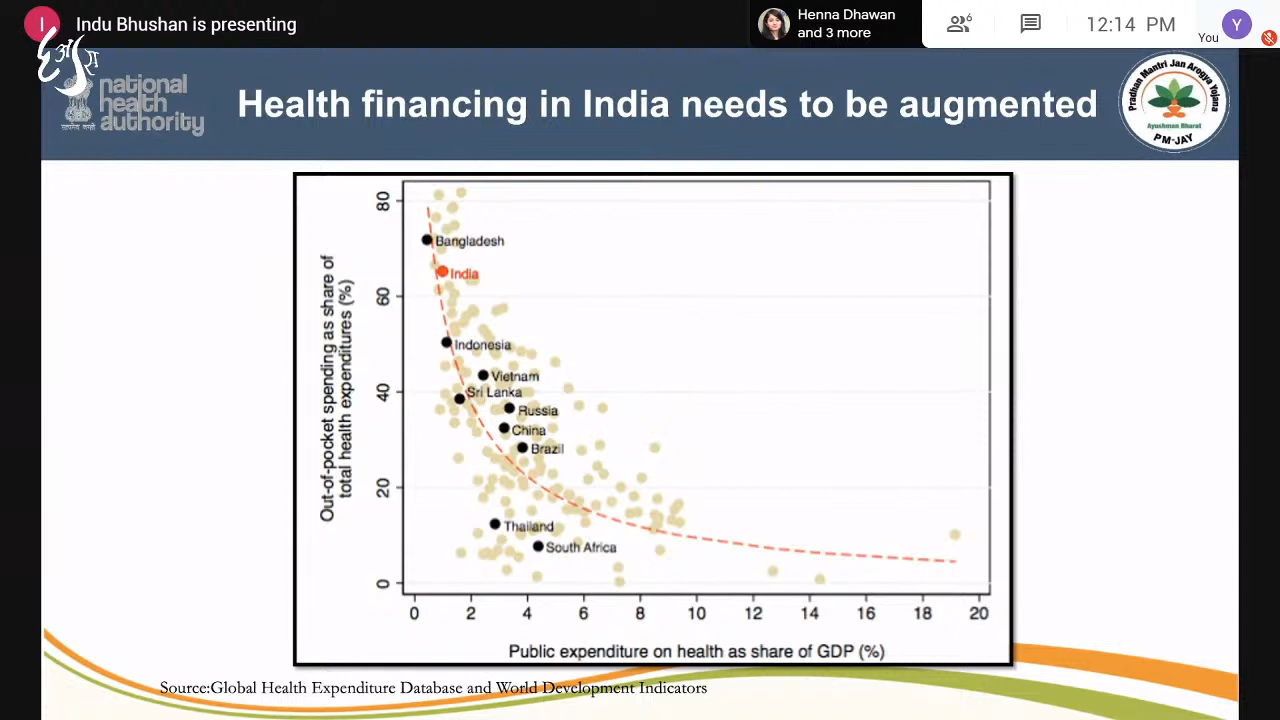 I
Indu Bhushan is presenting
Henna Dhawan
and 3 more
6
12:14 PM
You
Y
national
health
authority
Health financing in India needs to be augmented
Pradhan Mantri Jan Arogya Yojana
Ayushman Bharat
PM-JAY
Out-of-pocket spending as share of
total health expenditures (%)
80
60
40
20
0
Bangladesh
India
Indonesia
Vietnam
Sri Lanka
Russia
China
Brazil
Thailand
South Africa
0 2 4 6 8 10 12 14 16 18 20
Public expenditure on health as share of GDP (%)
Source:Global Health Expenditure Database and World Development Indicators